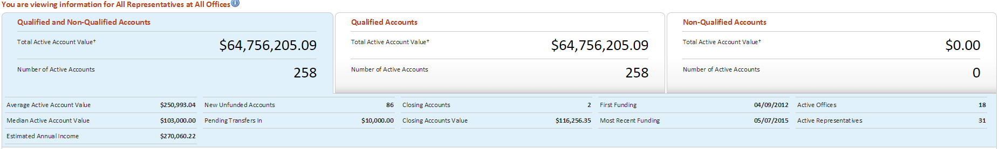 You are viewing information for All Representatives at All Offices i
Qualified and Non-Qualified Accounts
Total Active Account Value+ $64,756,205.09
Number of Active Accounts 258
Qualified Accounts
Total Active Account Value+ $64,756,205.09
Number of Active Accounts 258
Non-Qualified Accounts
Total Active Account Value+ $0.00
Number of Active Accounts 0
Average Active Account Value $250,993.04
Median Active Account Value $103,000.00
Estimated Annual Income $270,060.22
New Unfunded Accounts 86
Pending Transfers In $10,000.00
Closing Accounts 2
Closing Accounts Value $116,256.35
First Funding 04/09/2012
Most Recent Funding 05/07/2015
Active Offices 18
Active Representatives 31